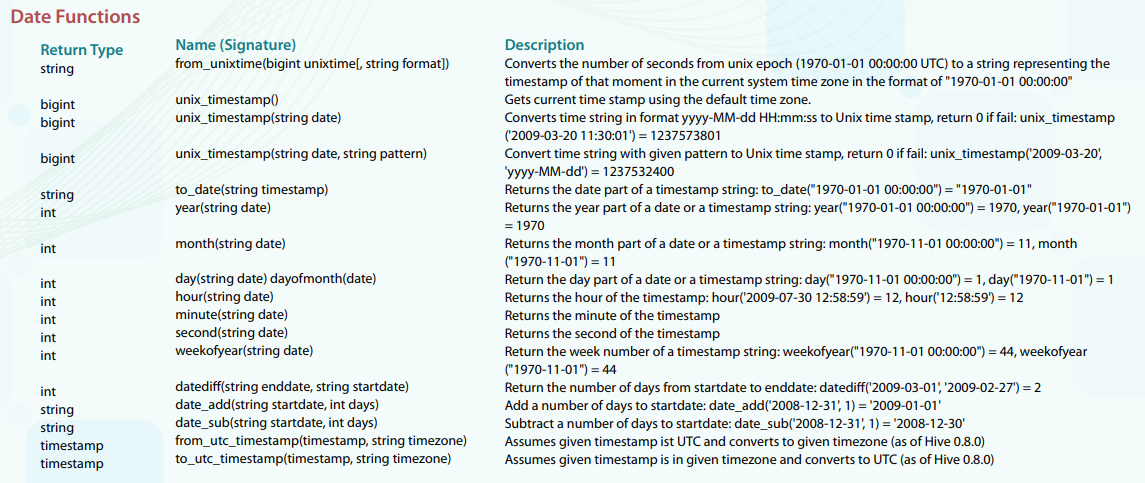 Date Functions
Return Type Name (Signature) Description
string from_unixtime(bigint unixtime[, string format]) Converts the number of seconds from unix epoch (1970-01-01 00:00:00 UTC) to a string representing the
timestamp of that moment in the current system time zone in the format of "1970-01-01 00:00:00"
bigint unix_timestamp() Gets current time stamp using the default time zone.
bigint unix_timestamp(string date) Converts time string in format yyyy-MM-dd HH:mm:ss to Unix time stamp, return 0 if fail: unix_timestamp
('2009-03-20 11:30:01') = 1237573801
bigint unix_timestamp(string date, string pattern) Convert time string with given pattern to Unix time stamp, return 0 if fail: unix_timestamp('2009-03-20',
'yyyy-MM-dd') = 1237532400
string to_date(string timestamp) Returns the date part of a timestamp string: to_date("1970-01-01 00:00:00") = "1970-01-01"
int year(string date) Returns the year part of a date or a timestamp string: year("1970-01-01 00:00:00") = 1970, year("1970-01-01")
= 1970
int month(string date) Returns the month part of a date or a timestamp string: month("1970-11-01 00:00:00") = 11, month
("1970-11-01") = 11
int day(string date) dayofmonth(date) Return the day part of a date or a timestamp string: day("1970-11-01 00:00:00") = 1, day("1970-11-01") = 1
int hour(string date) Returns the hour of the timestamp: hour('2009-07-30 12:58:59') = 12, hour('12:58:59') = 12
int minute(string date) Returns the minute of the timestamp
int second(string date) Returns the second of the timestamp
int weekofyear(string date) Return the week number of a timestamp string: weekofyear("1970-11-01 00:00:00") = 44, weekofyear
("1970-11-01") = 44
int datediff(string enddate, string startdate) Return the number of days from startdate to enddate: datediff('2009-03-01', '2009-02-27') = 2
string date_add(string startdate, int days) Add a number of days to startdate: date_add('2008-12-31', 1) = '2009-01-01'
string date_sub(string startdate, int days) Subtract a number of days to startdate: date_sub('2008-12-31', 1) = '2008-12-30'
timestamp from_utc_timestamp(timestamp, string timezone) Assumes given timestamp ist UTC and converts to given timezone (as of Hive 0.8.0)
timestamp to_utc_timestamp(timestamp, string timezone) Assumes given timestamp is in given timezone and converts to UTC (as of Hive 0.8.0)